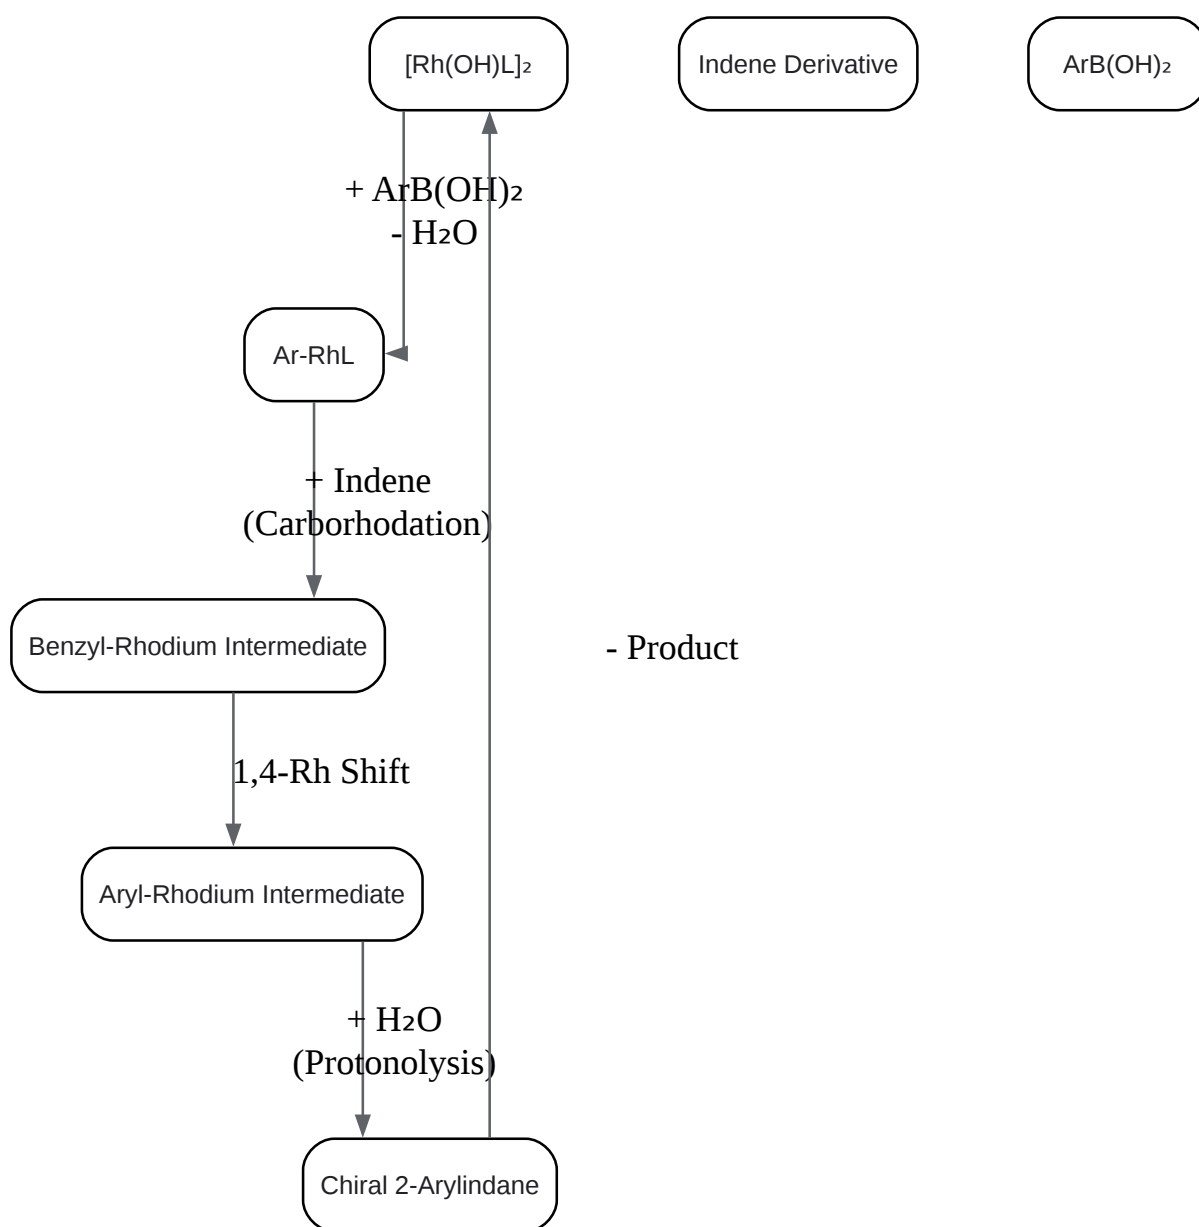 [Rh(OH)L]₂
Indene Derivative
ArB(OH)₂
+ ArB(OH)₂
- H₂O
Ar-RhL
+ Indene
(Carborhodation)
Benzyl-Rhodium Intermediate
- Product
1,4-Rh Shift
Aryl-Rhodium Intermediate
+ H₂O
(Protonolysis)
Chiral 2-Arylindane